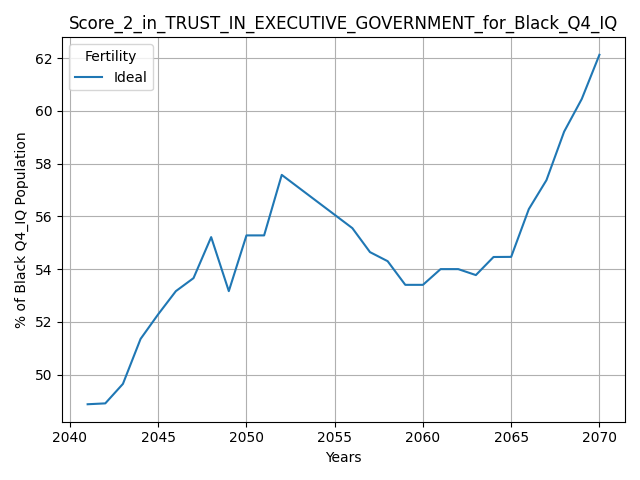 Score_2_in_TRUST_IN_EXECUTIVE_GOVERNMENT_for_Black_Q4_IQ
Fertility
Ideal
% of Black Q4_IQ Population
62
60
58
56
54
52
50
2040 2045 2050 2055 2060 2065 2070
Years